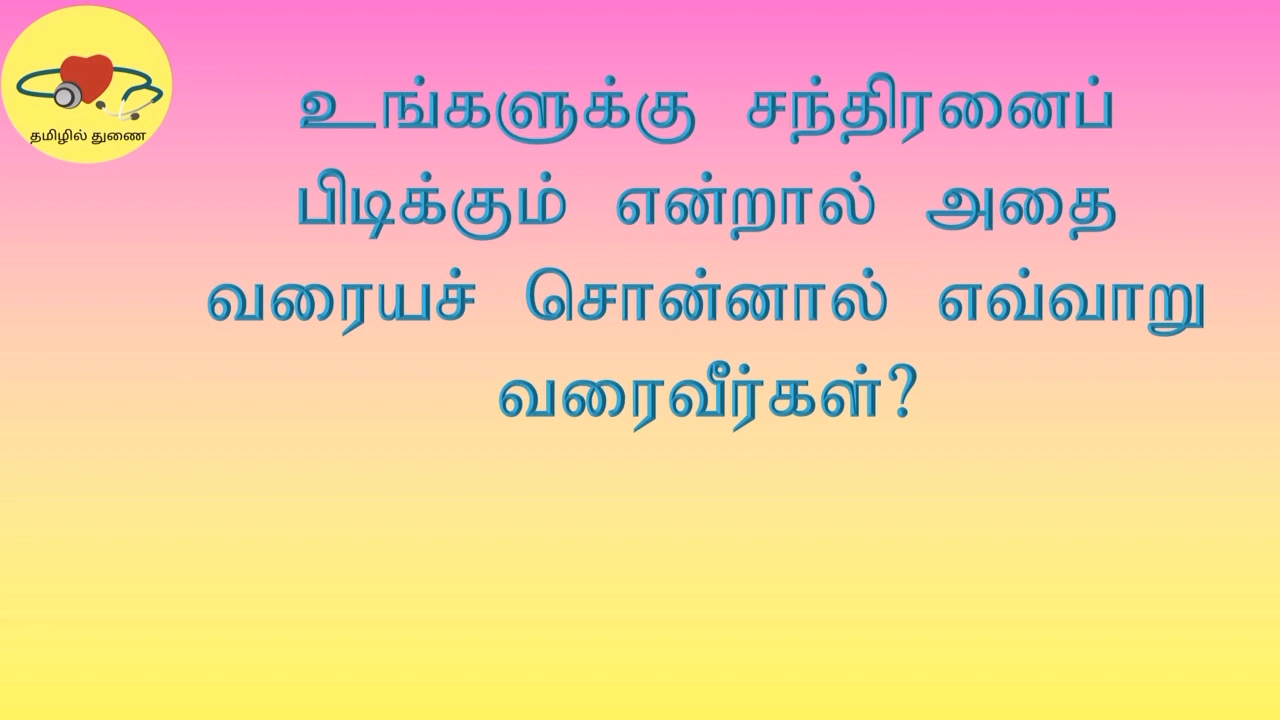 தமிழில் துணை
உங்களுக்கு சந்திரனைப்
பிடிக்கும் என்றால் அதை
வரையச் சொன்னால் எவ்வாறு
வரைவீர்கள்?